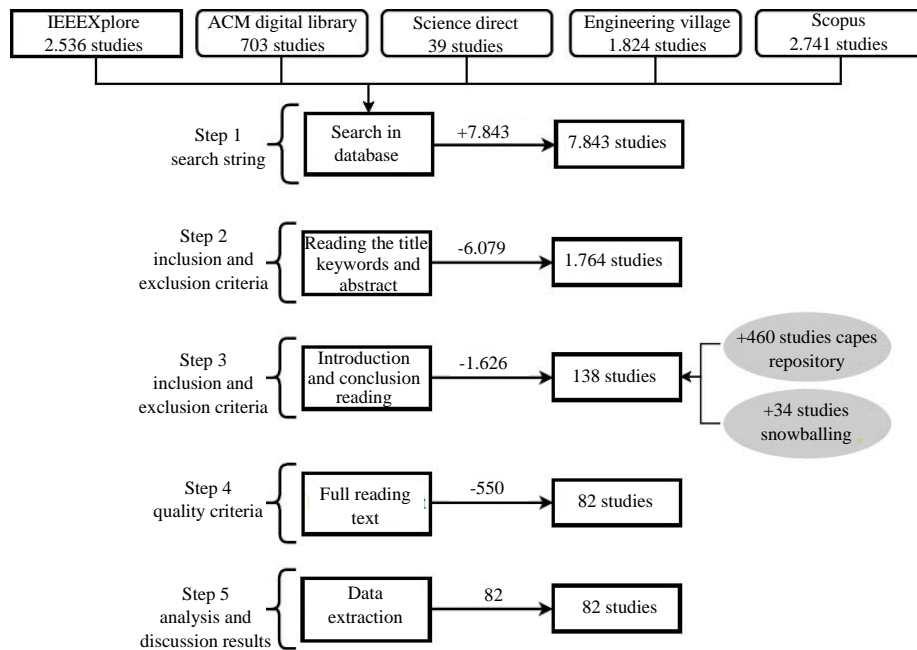 IEEEXplore
2.536 studies
ACM digital library
703 studies
Science direct
39 studies
Engineering village
1.824 studies
Scopus
2.741 studies
Step 1
search string
Search in
database
+7.843
7.843 studies
Step 2
inclusion and
exclusion criteria
Reading the title
keywords and
abstract
-6.079
1.764 studies
Step 3
inclusion and
exclusion criteria
Introduction
and conclusion
reading
-1.626
138 studies
+460 studies capes
repository
+34 studies
snowballing
Step 4
quality criteria
Full reading
text
-550
82 studies
Step 5
analysis and
discussion results
Data
extraction
82
82 studies